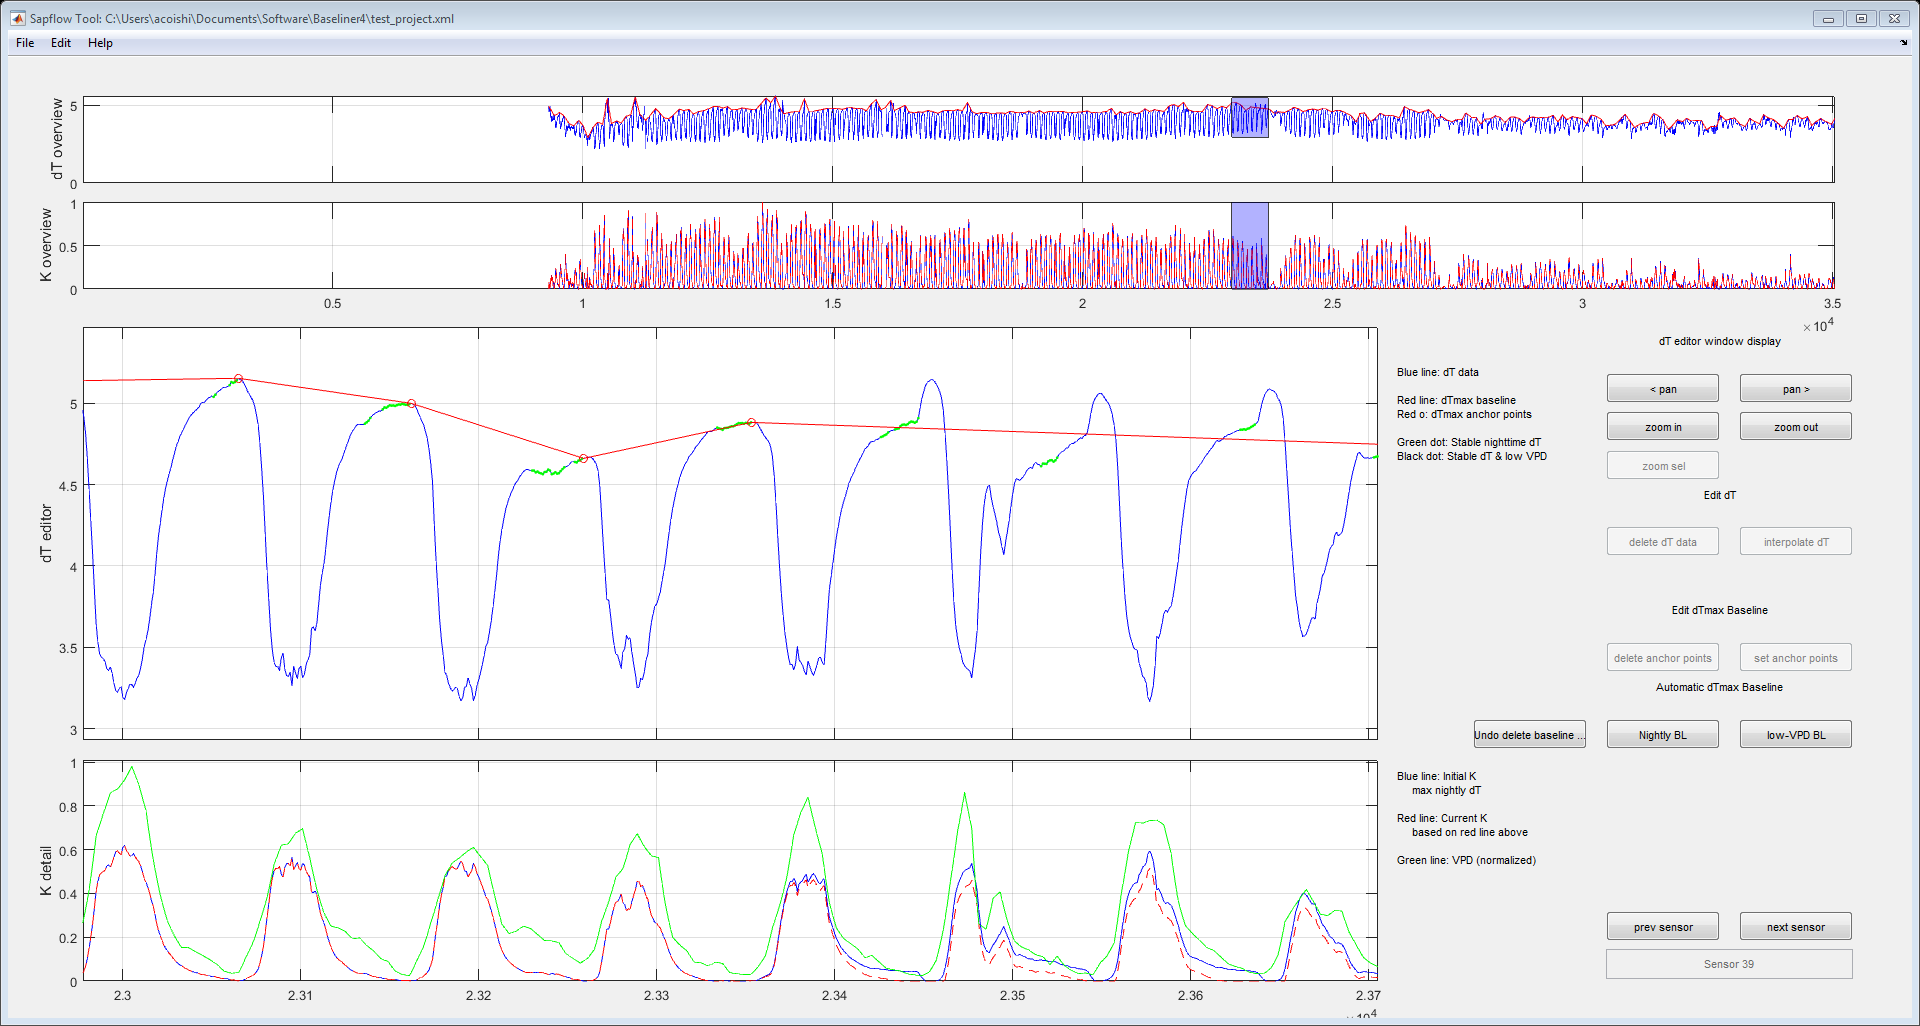 Sapflow Tool: C:\Users\acoishi\Documents\Software\Baseliner4\test_project.xml
File Edit Help
dT overview
5
0
K overview
1
0.5
0
0.5 1 1.5 2 2.5 3 3.5
×10^4
dT editor
5
4.5
4
3.5
3
Blue line: dT data
Red line: dTmax baseline
Red o: dTmax anchor points
Green dot: Stable nighttime dT
Black dot: Stable dT & low VPD
dT editor window display
< pan pan >
zoom in zoom out
zoom sel
Edit dT
delete dT data interpolate dT
Edit dTmax Baseline
delete anchor points set anchor points
Automatic dTmax Baseline
Undo delete baseline ... Nightly BL low-VPD BL
K detail
1
0.8
0.6
0.4
0.2
0
2.3 2.31 2.32 2.33 2.34 2.35 2.36 2.37
Blue line: Initial K
max nightly dT
Red line: Current K
based on red line above
Green line: VPD (normalized)
prev sensor next sensor
Sensor 39